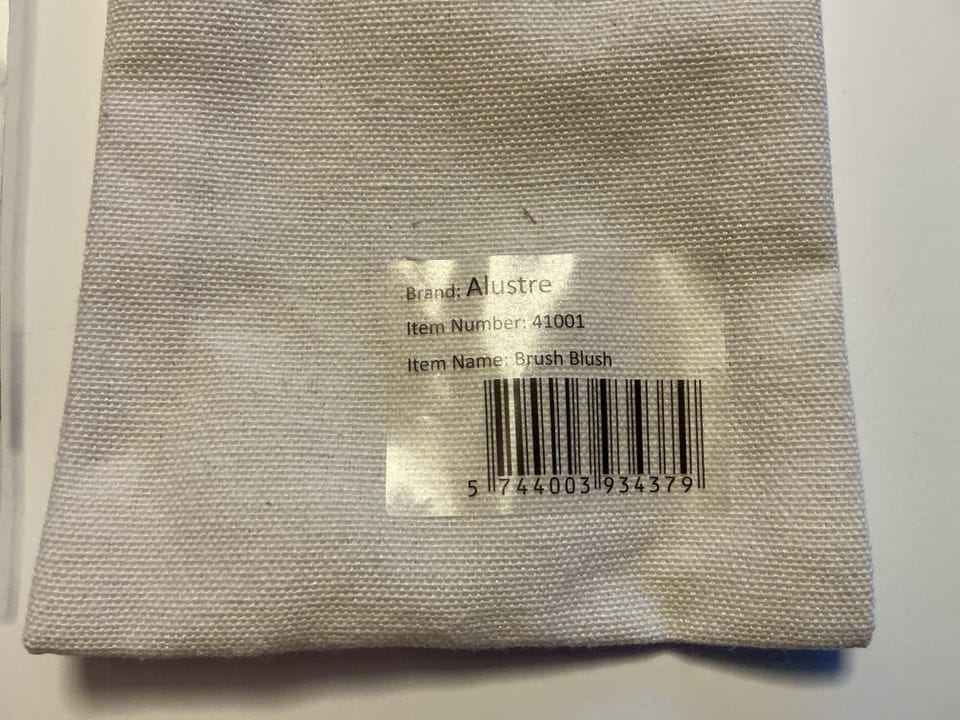 Brand: Alustre
Item Number: 41001
Item Name: Brush Blush
5 744003 934379